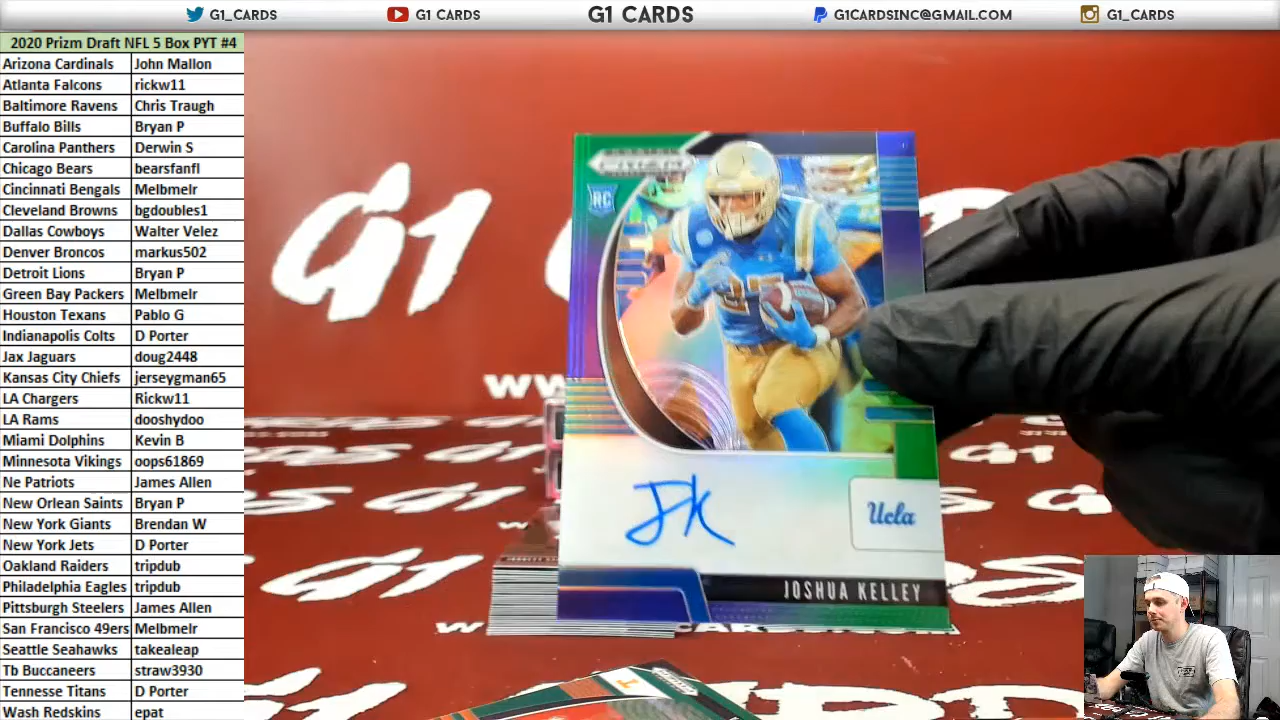 G1_CARDS
G1 CARDS
G1 CARDS
G1CARDSINC@GMAIL.COM
G1_CARDS
2020 Prizm Draft NFL 5 Box PYT #4
Arizona Cardinals John Mallon
Atlanta Falcons rickw11
Baltimore Ravens Chris Traugh
Buffalo Bills Bryan P
Carolina Panthers Derwin S
Chicago Bears bearsfanfl
Cincinnati Bengals Melbmelr
Cleveland Browns bgdoubles1
Dallas Cowboys Walter Velez
Denver Broncos markus502
Detroit Lions Bryan P
Green Bay Packers Melbmelr
Houston Texans Pablo G
Indianapolis Colts D Porter
Jax Jaguars doug2448
Kansas City Chiefs jerseygman65
LA Chargers Rickw11
LA Rams dooshydoo
Miami Dolphins Kevin B
Minnesota Vikings oops61869
Ne Patriots James Allen
New Orlean Saints Bryan P
New York Giants Brendan W
New York Jets D Porter
Oakland Raiders tripdub
Philadelphia Eagles tripdub
Pittsburgh Steelers James Allen
San Francisco 49ers Melbmelr
Seattle Seahawks takealeap
Tb Buccaneers straw3930
Tennesse Titans D Porter
Wash Redskins epat
G1
PRIZM
RC
27
JK
Ucla
JOSHUA KELLEY